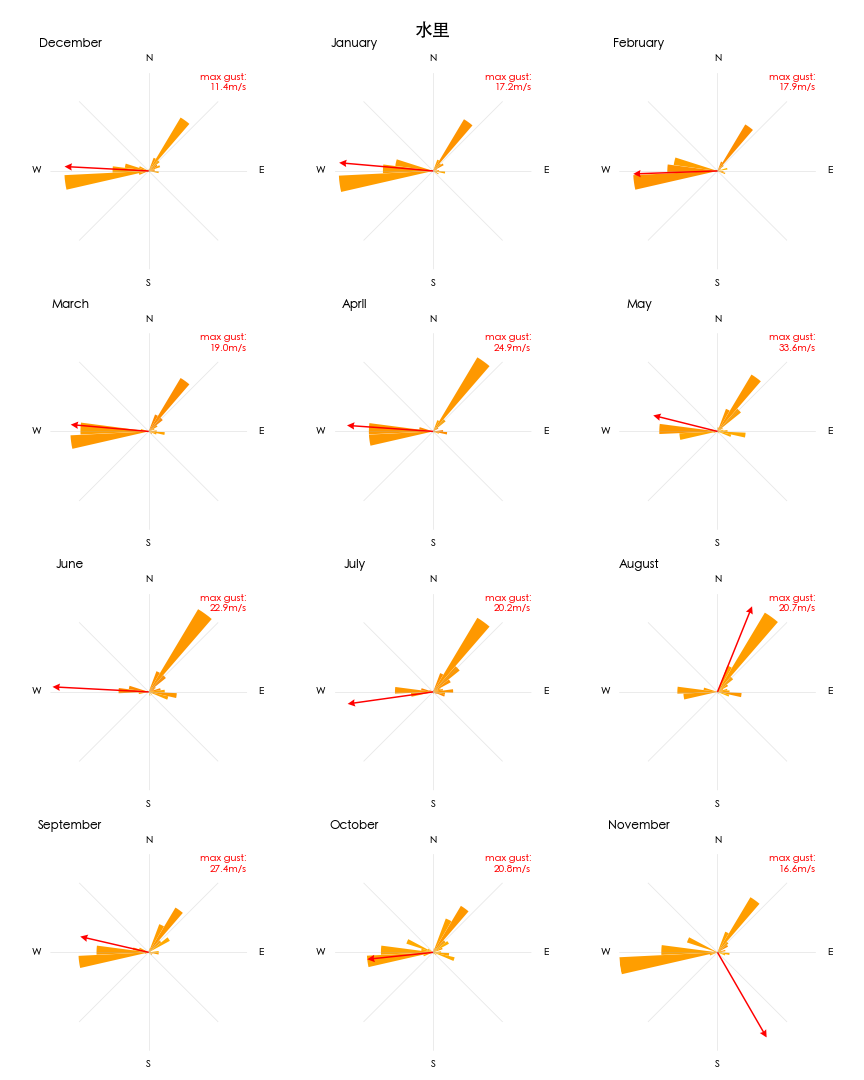 水里
December
N
max gust:
11.4m/s
W
E
S
January
N
max gust:
17.2m/s
W
E
S
February
N
max gust:
17.9m/s
W
E
S
March
N
max gust:
19.0m/s
W
E
S
April
N
max gust:
24.9m/s
W
E
S
May
N
max gust:
33.6m/s
W
E
S
June
N
max gust:
22.9m/s
W
E
S
July
N
max gust:
20.2m/s
W
E
S
August
N
max gust:
20.7m/s
W
E
S
September
N
max gust:
27.4m/s
W
E
S
October
N
max gust:
20.8m/s
W
E
S
November
N
max gust:
16.6m/s
W
E
S